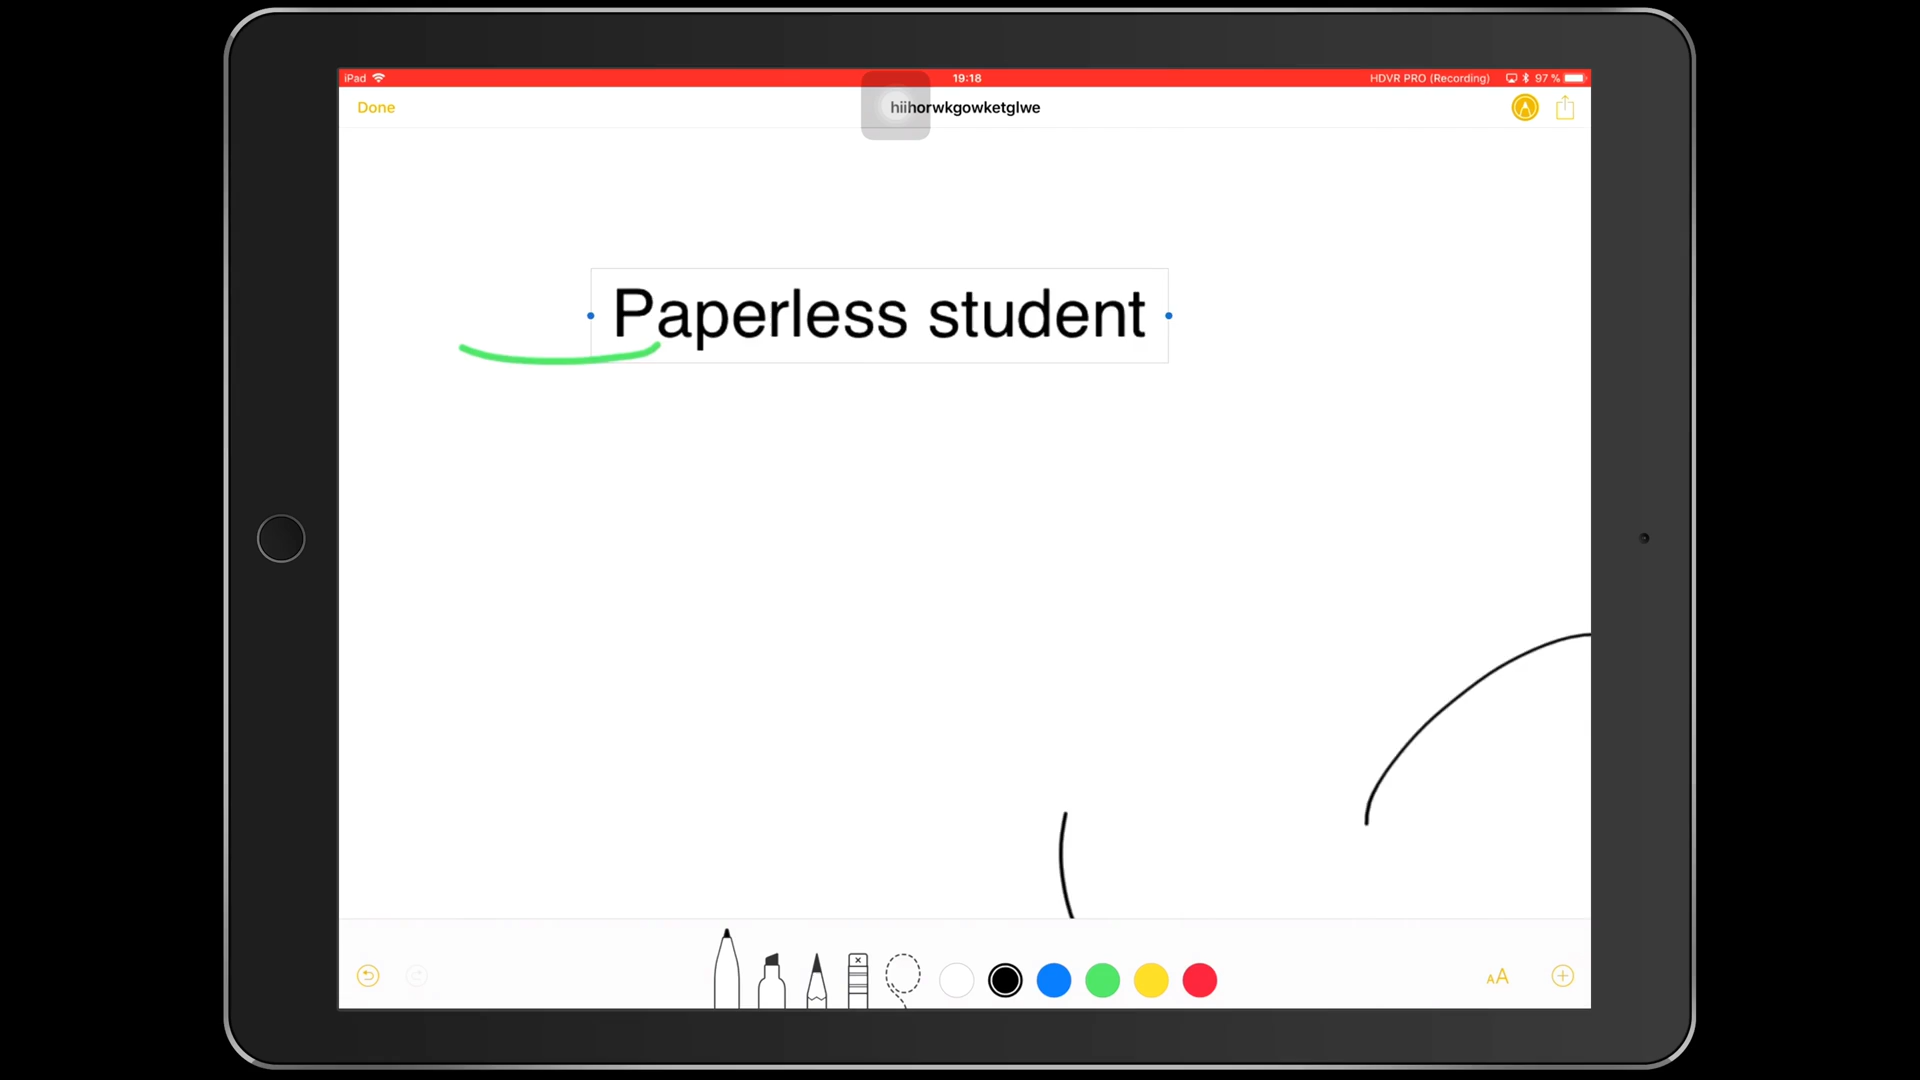 iPad 19:18 HDVR PRO (Recording) 97 %
Done hiihorwkgowketglwe
Paperless student
AA